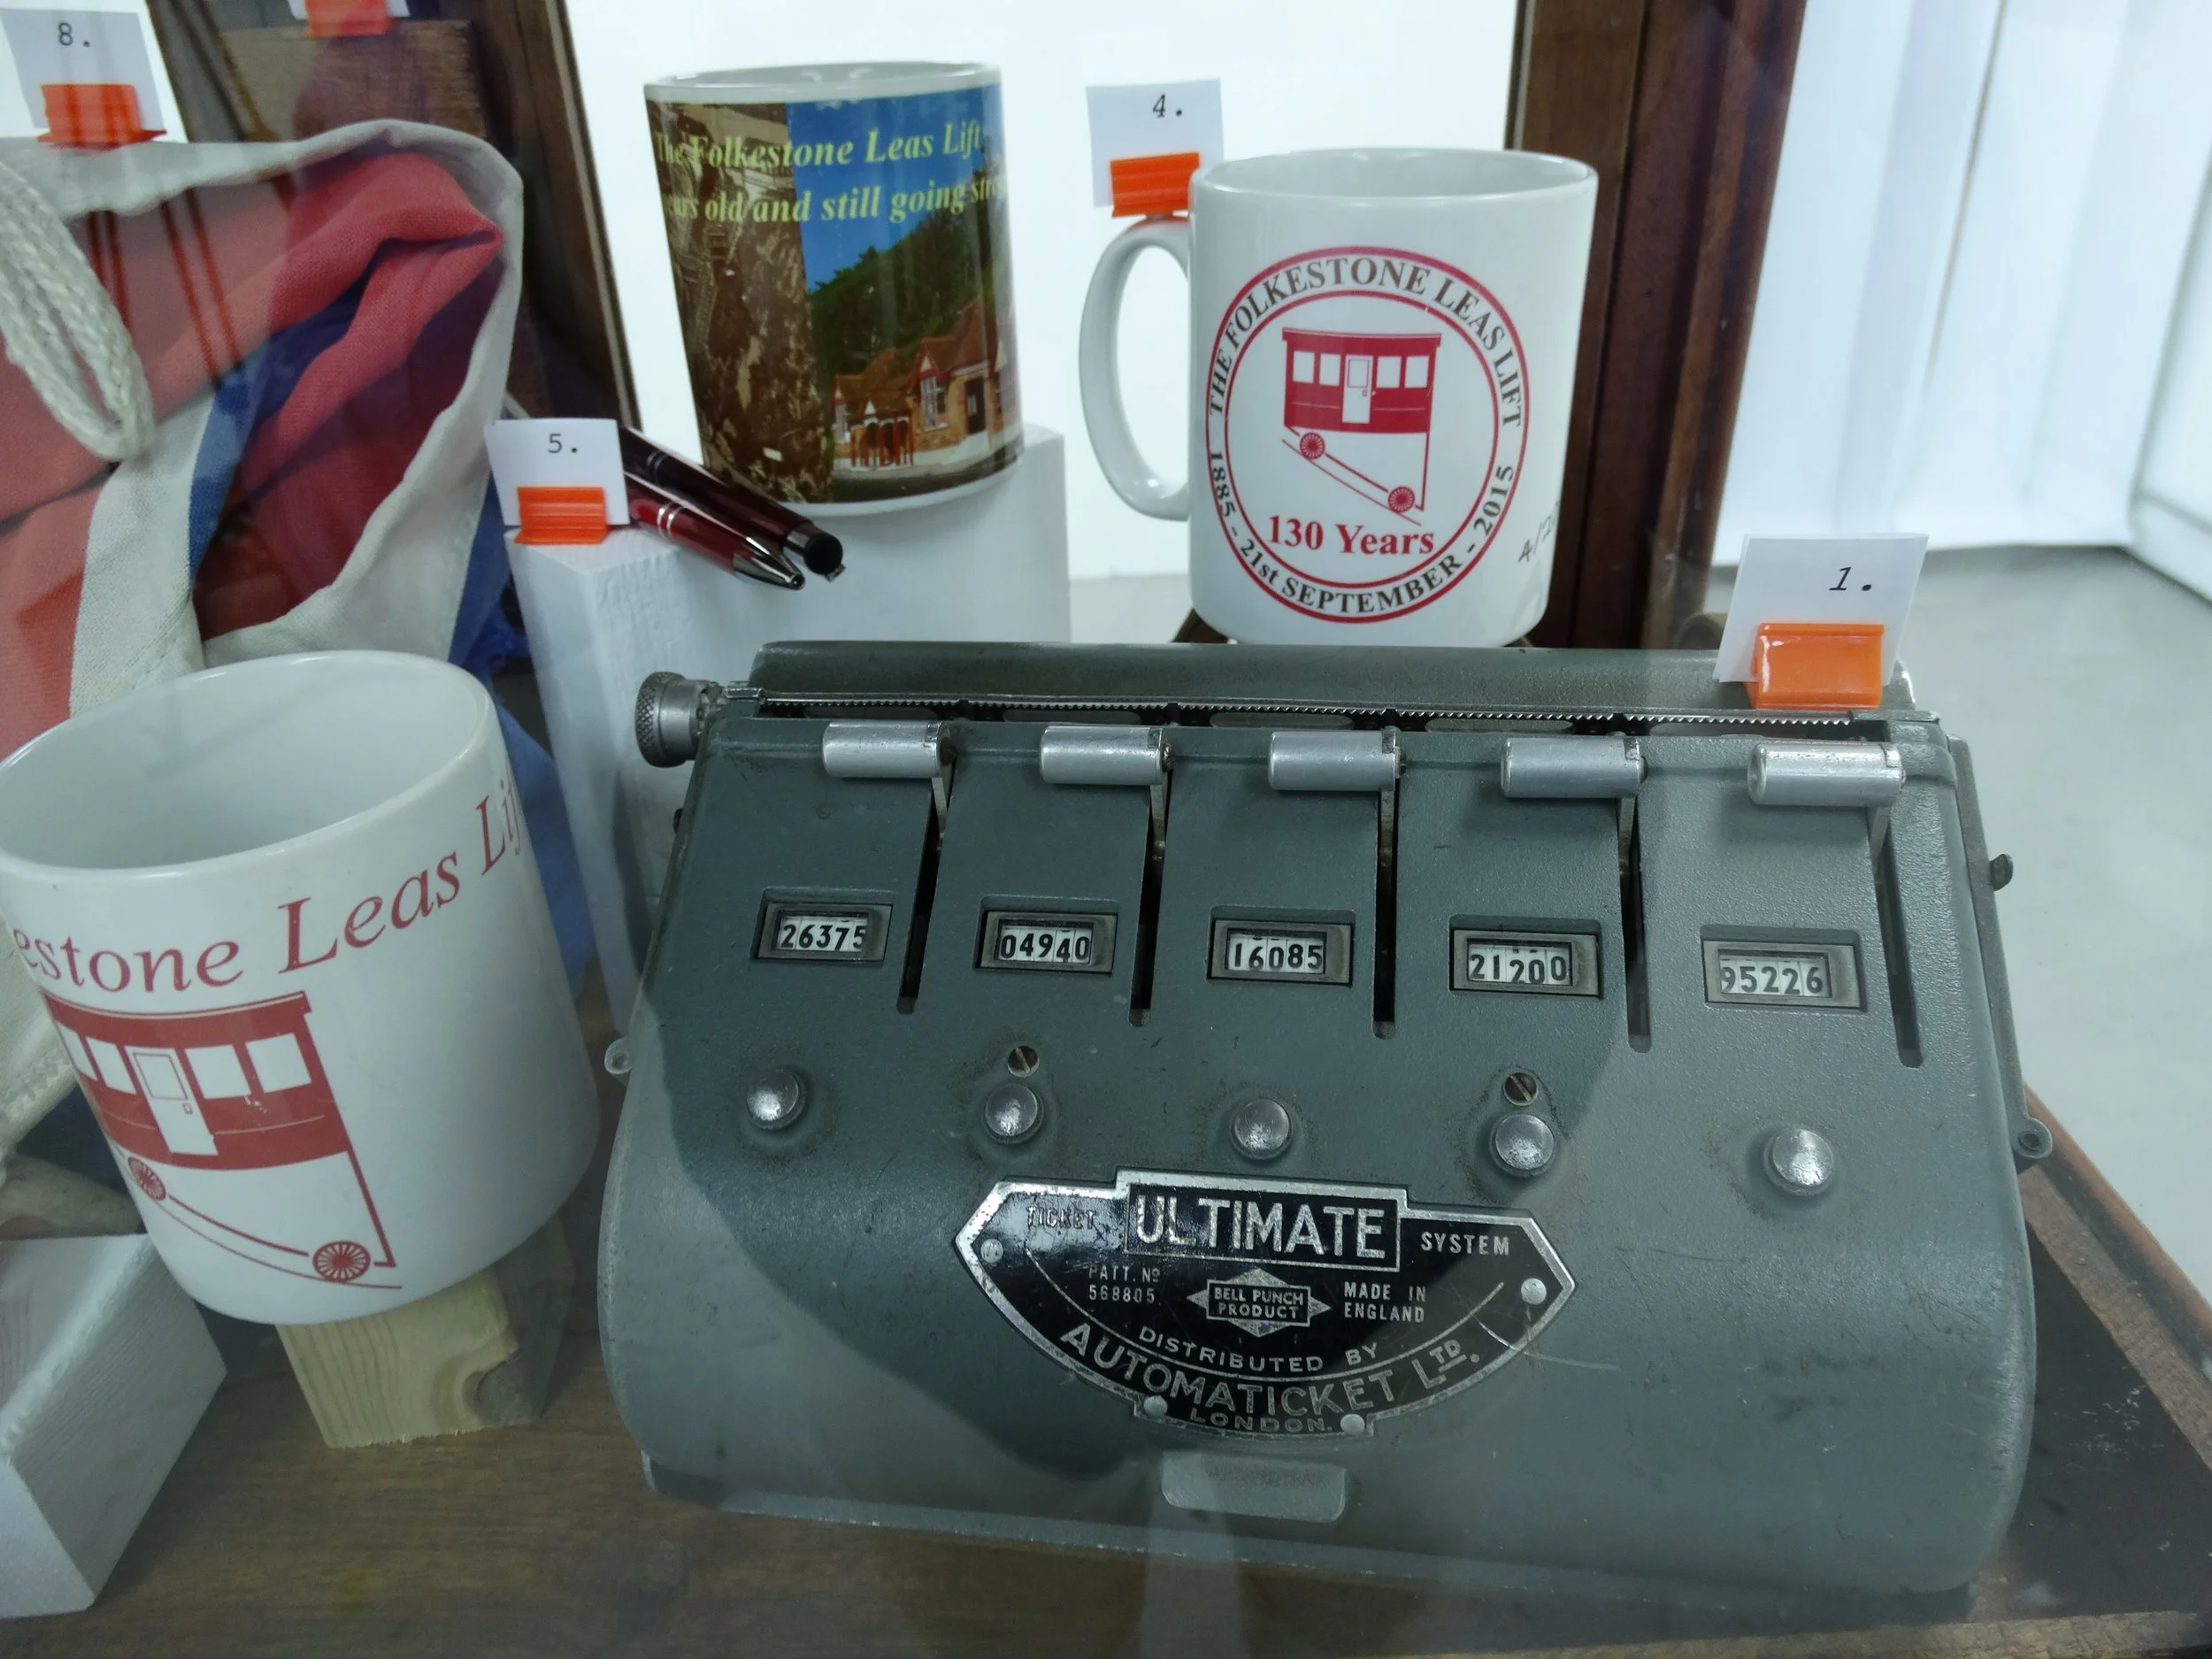 8.
The Folkestone Leas Lift
old and still going
4.
THE FOLKESTONE LEAS LIFT
1885 - 21st SEPTEMBER - 2015
130 Years
5.
1.
Leas
26375
04940
16085
21200
95226
TICKET ULTIMATE SYSTEM
PATT. Nº
568805
BELL PUNCH
PRODUCT
MADE IN
ENGLAND
DISTRIBUTED BY
AUTOMATICKET LTD.
LONDON.